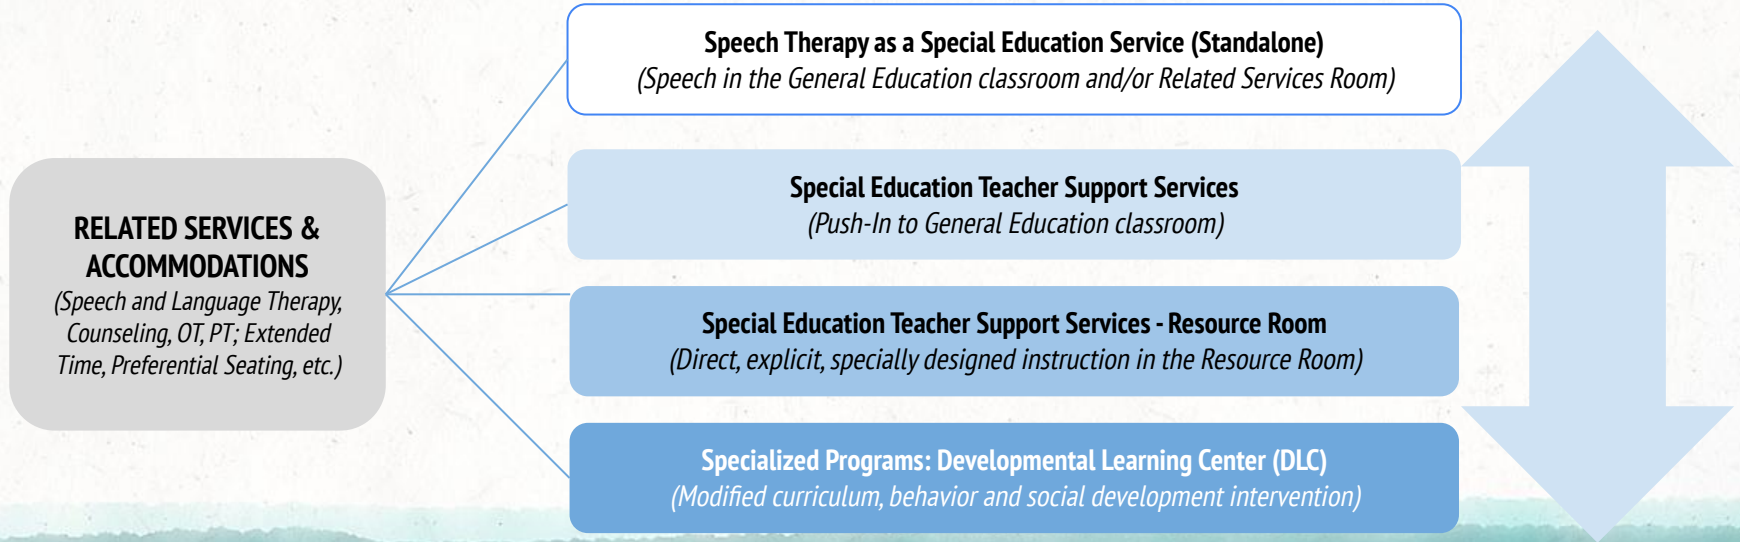 RELATED SERVICES &
ACCOMMODATIONS
(Speech and Language Therapy,
Counseling, OT, PT; Extended
Time, Preferential Seating, etc.)
Speech Therapy as a Special Education Service (Standalone)
(Speech in the General Education classroom and/or Related Services Room)
Special Education Teacher Support Services
(Push-In to General Education classroom)
Special Education Teacher Support Services - Resource Room
(Direct, explicit, specially designed instruction in the Resource Room)
Specialized Programs: Developmental Learning Center (DLC)
(Modified curriculum, behavior and social development intervention)